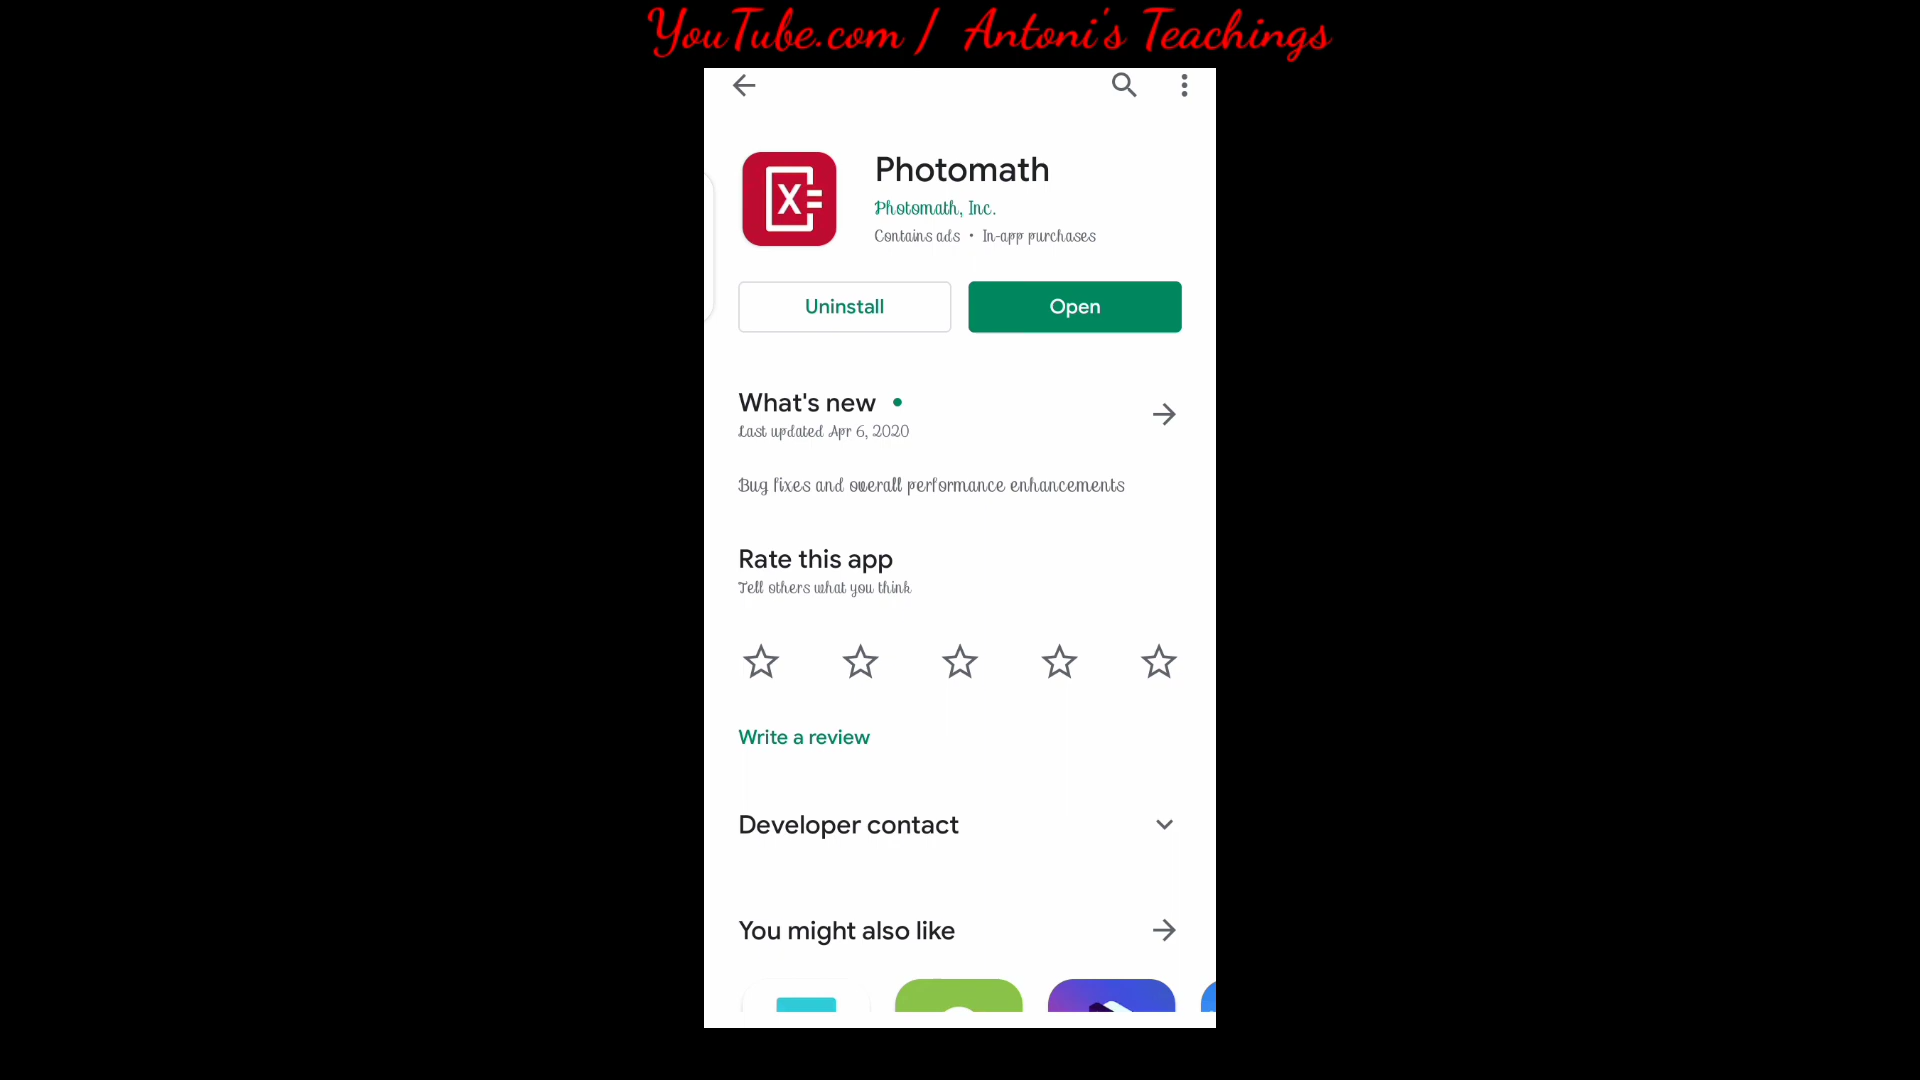 YouTube.com / Antoni's Teachings
Photomath
Photomath, Inc.
Contains ads • In-app purchases
Uninstall
Open
What's new •
Last updated Apr 6, 2020
Bug fixes and overall performance enhancements
Rate this app
Tell others what you think
Write a review
Developer contact
You might also like